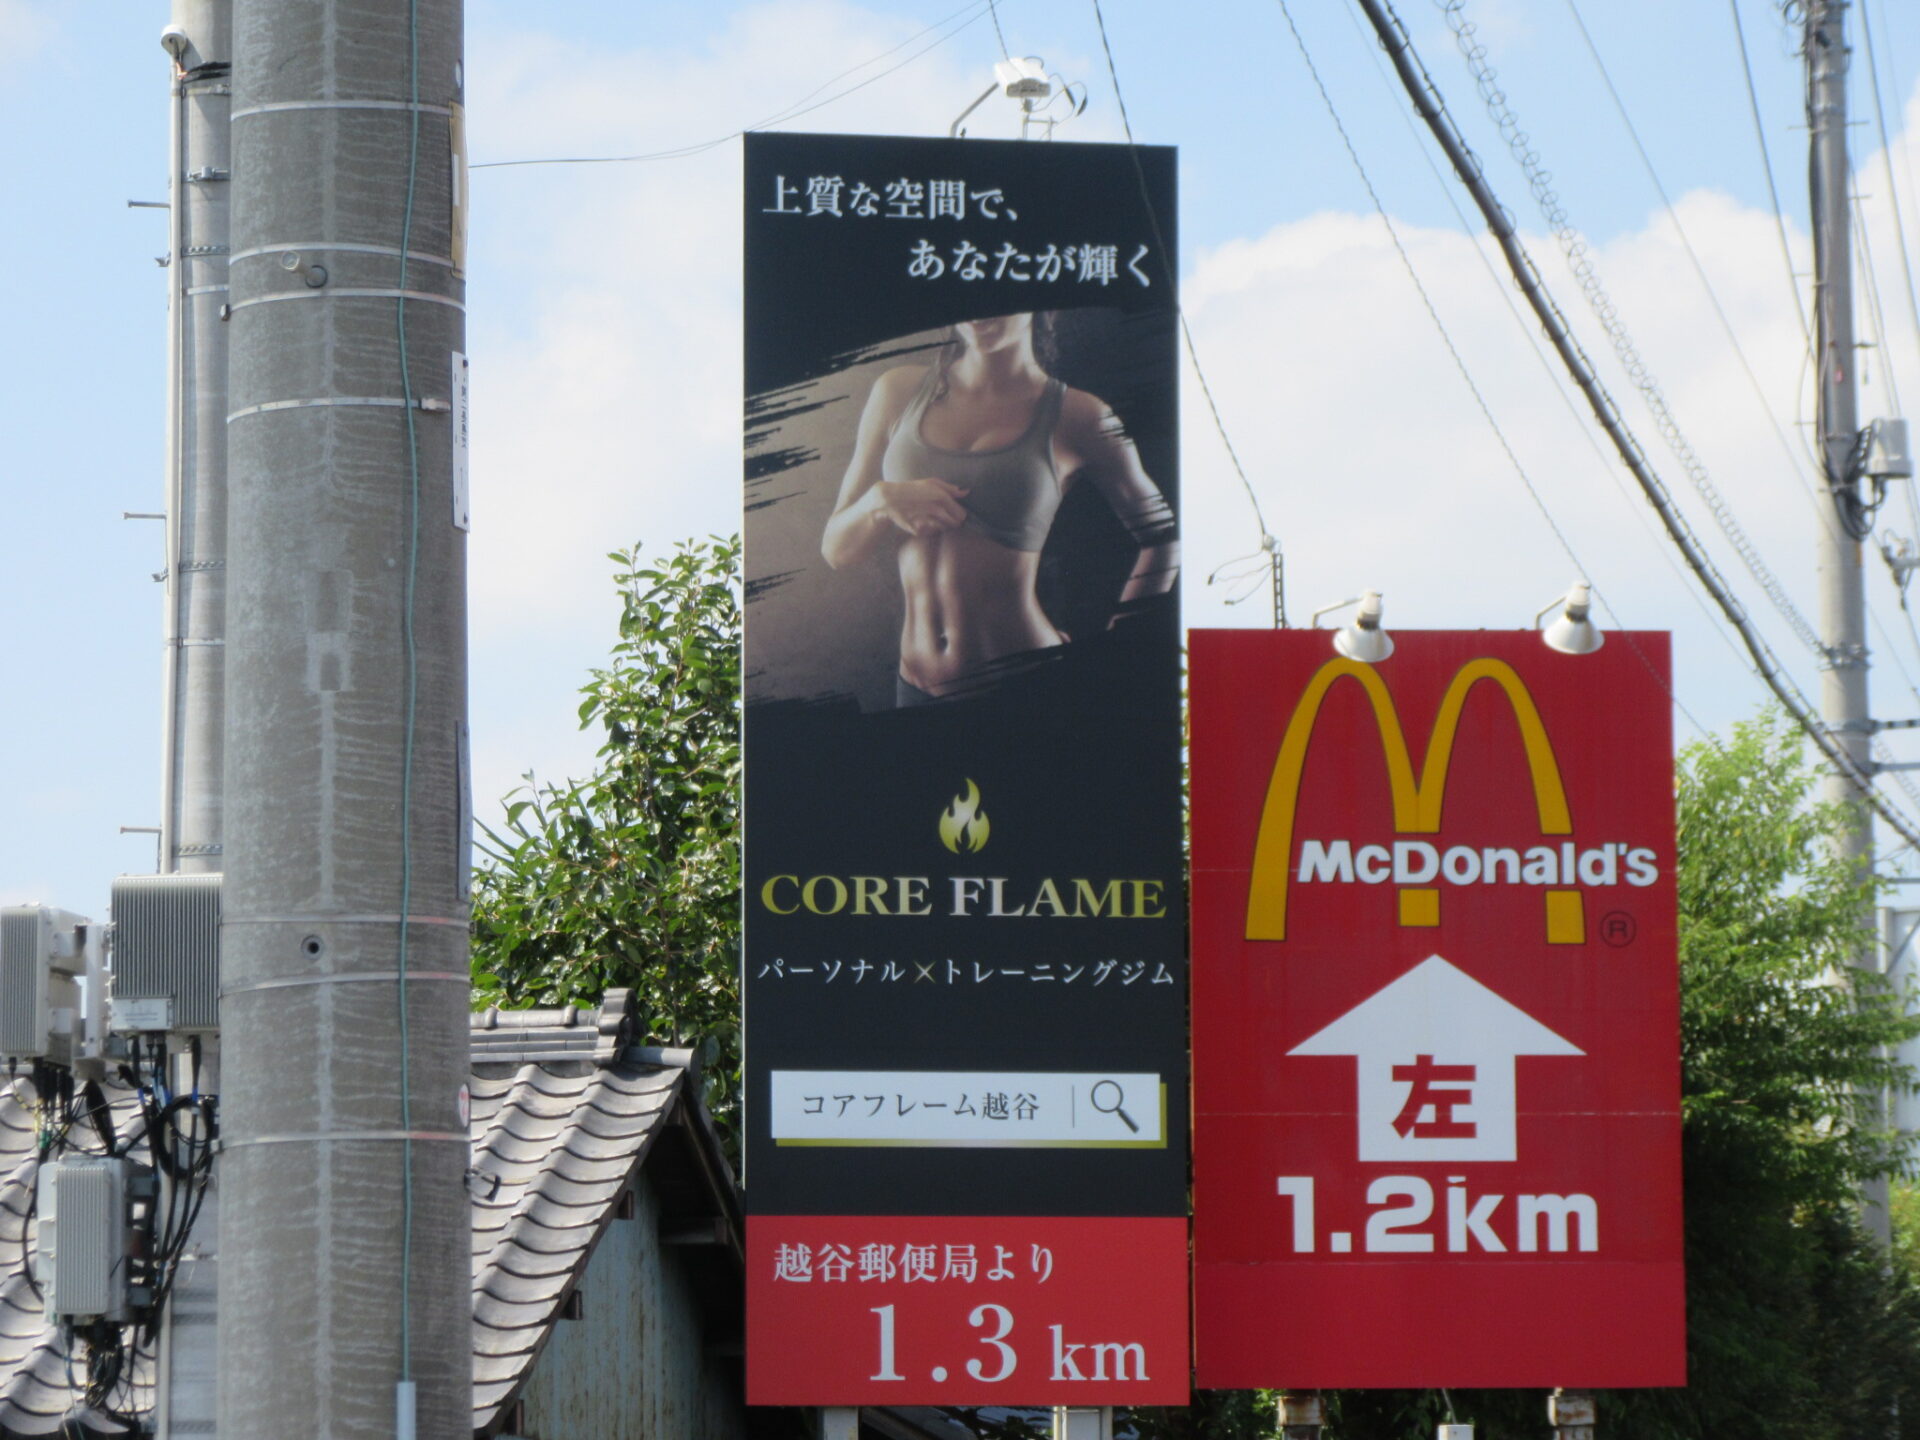 上質な空間で、
あなたが輝く
CORE FLAME
パーソナル×トレーニングジム
コアフレーム越谷
越谷郵便局より
1.3 km
McDonald's
®
左
1.2km